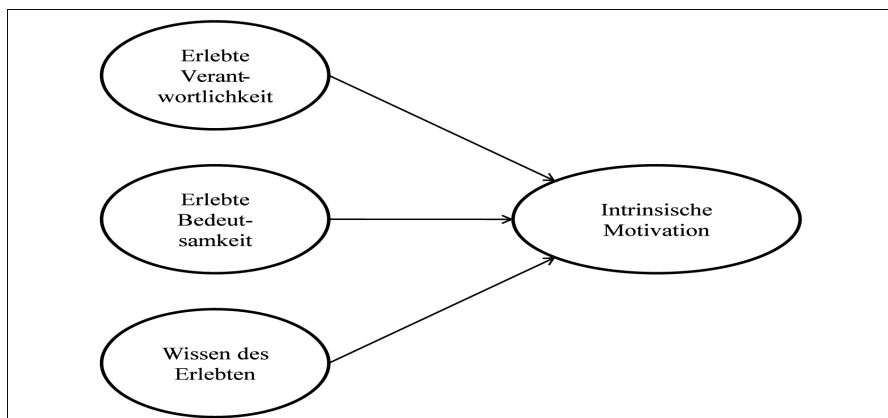 Erlebte
Verant-
wortlichkeit
Erlebte
Bedeut-
samkeit
Intrinsische
Motivation
Wissen des
Erlebten